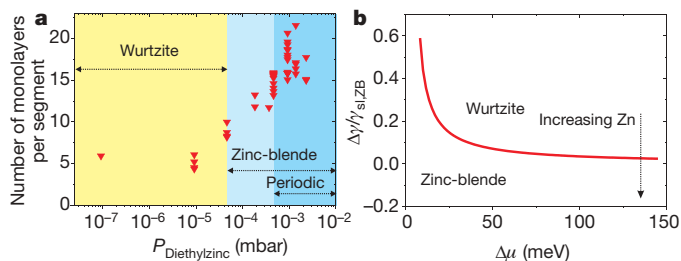 a
Number of monolayers
per segment
20
15
10
5
0
Wurtzite
Zinc-blende
Periodic
10⁻⁷ 10⁻⁶ 10⁻⁵ 10⁻⁴ 10⁻³ 10⁻²
P_Diethylzinc (mbar)
b
Δγ/γ_sl,ZB
0.6
0.4
0.2
0.0
−0.2
Wurtzite
Increasing Zn
Zinc-blende
0 50 100 150
Δμ (meV)